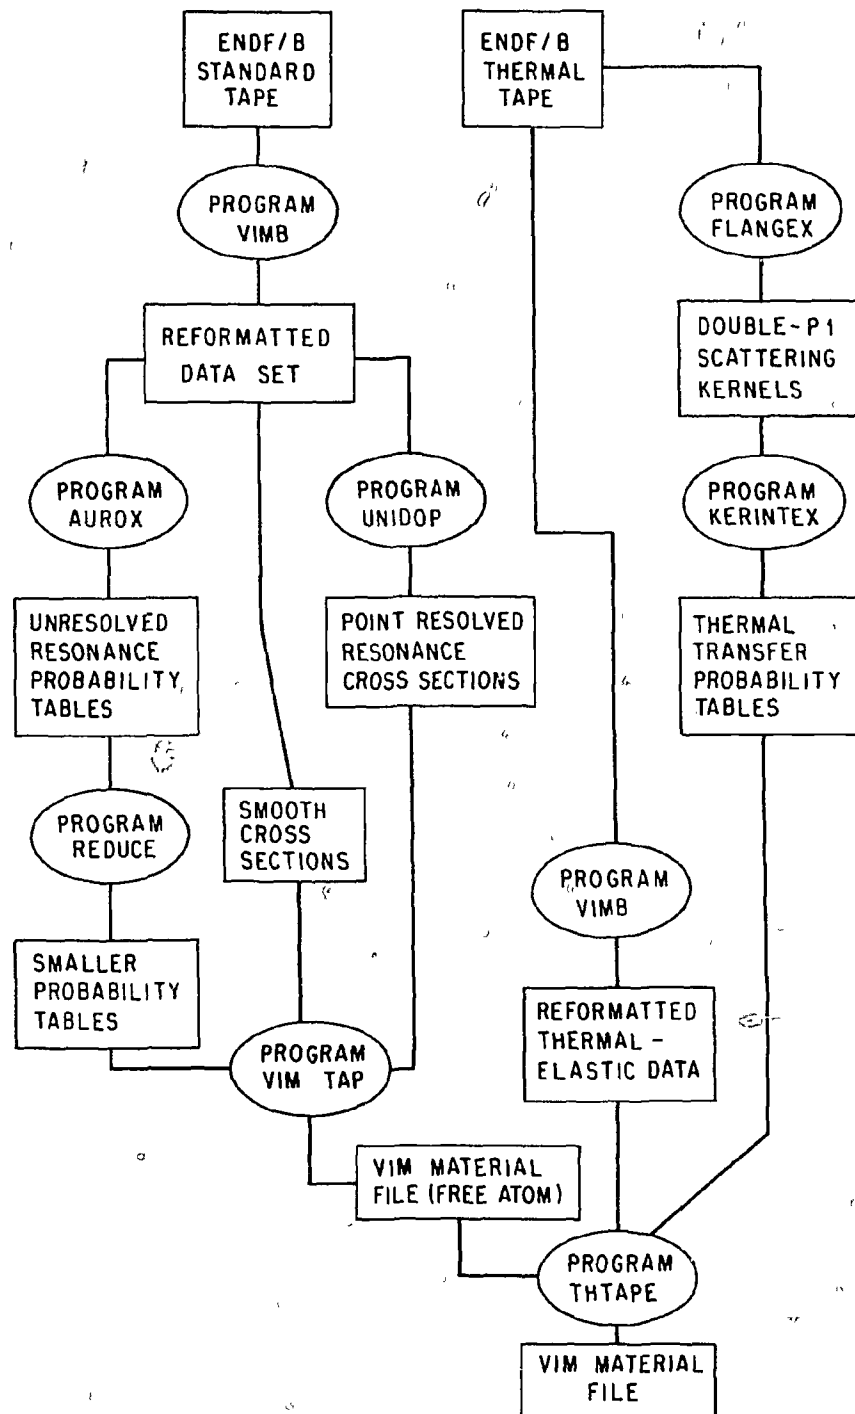 ENDF/B
STANDARD
TAPE
ENDF/B
THERMAL
TAPE
PROGRAM
VIMB
PROGRAM
FLANGEX
REFORMATTED
DATA SET
DOUBLE-P1
SCATTERING
KERNELS
PROGRAM
AUROX
PROGRAM
UNIDOP
PROGRAM
KERINTEX
UNRESOLVED
RESONANCE
PROBABILITY
TABLES
POINT RESOLVED
RESONANCE
CROSS SECTIONS
THERMAL
TRANSFER
PROBABILITY
TABLES
PROGRAM
REDUCE
SMOOTH
CROSS
SECTIONS
PROGRAM
VIMB
SMALLER
PROBABILITY
TABLES
PROGRAM
VIM TAP
REFORMATTED
THERMAL -
ELASTIC DATA
VIM MATERIAL
FILE (FREE ATOM)
PROGRAM
THTAPE
VIM MATERIAL
FILE